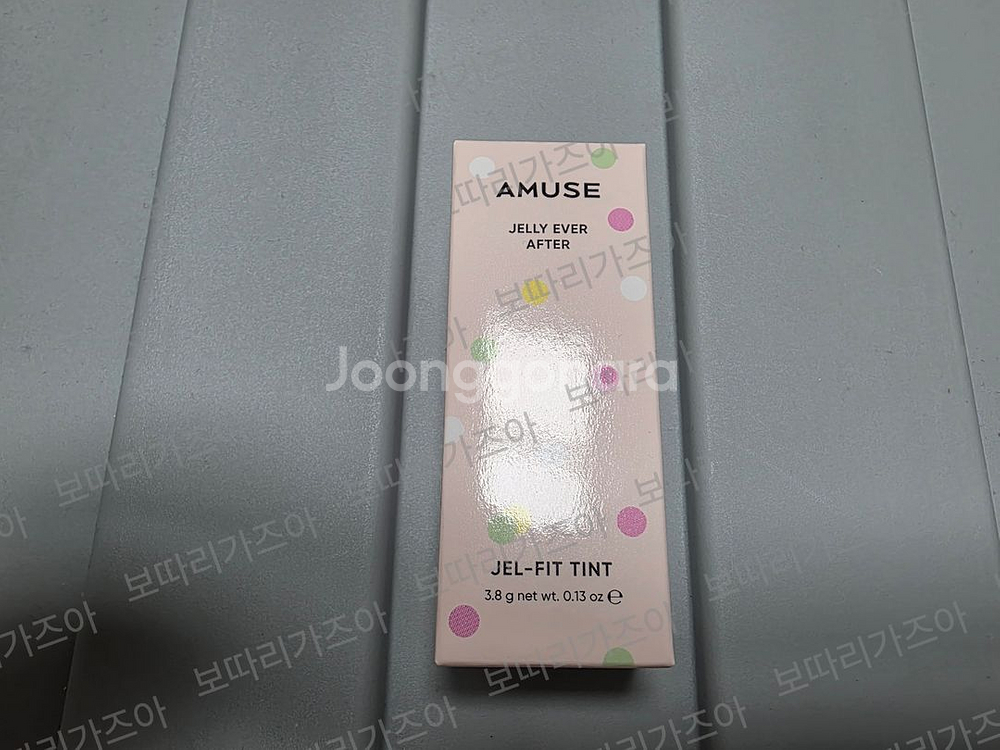 AMUSE
JELLY EVER
AFTER
Joonggonara
JEL-FIT TINT
3.8 g net wt. 0.13 oz ℮
보따리가즈아